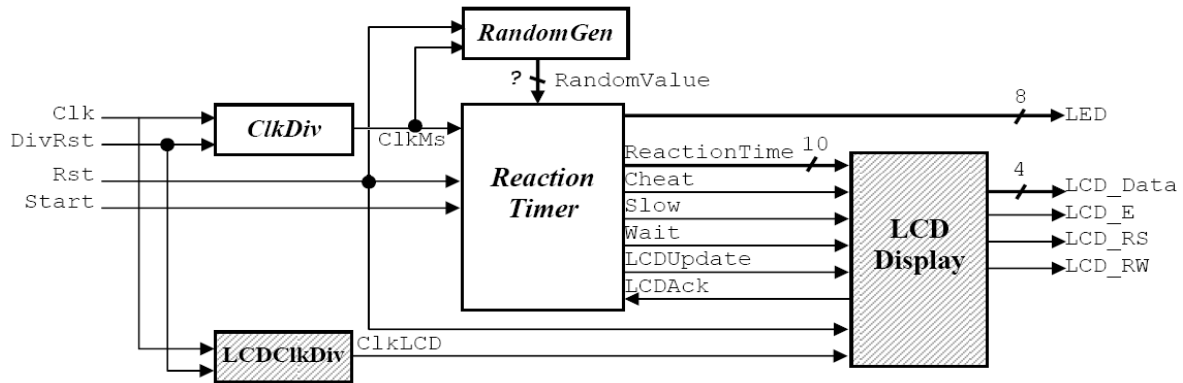 RandomGen
? RandomValue
Clk
DivRst
ClkDiv
ClkMs
8
LED
Rst
Start
Reaction
Timer
ReactionTime
10
Cheat
Slow
Wait
LCDUpdate
LCDAck
LCD
Display
4
LCD_Data
LCD_E
LCD_RS
LCD_RW
LCDClkDiv
ClkLCD